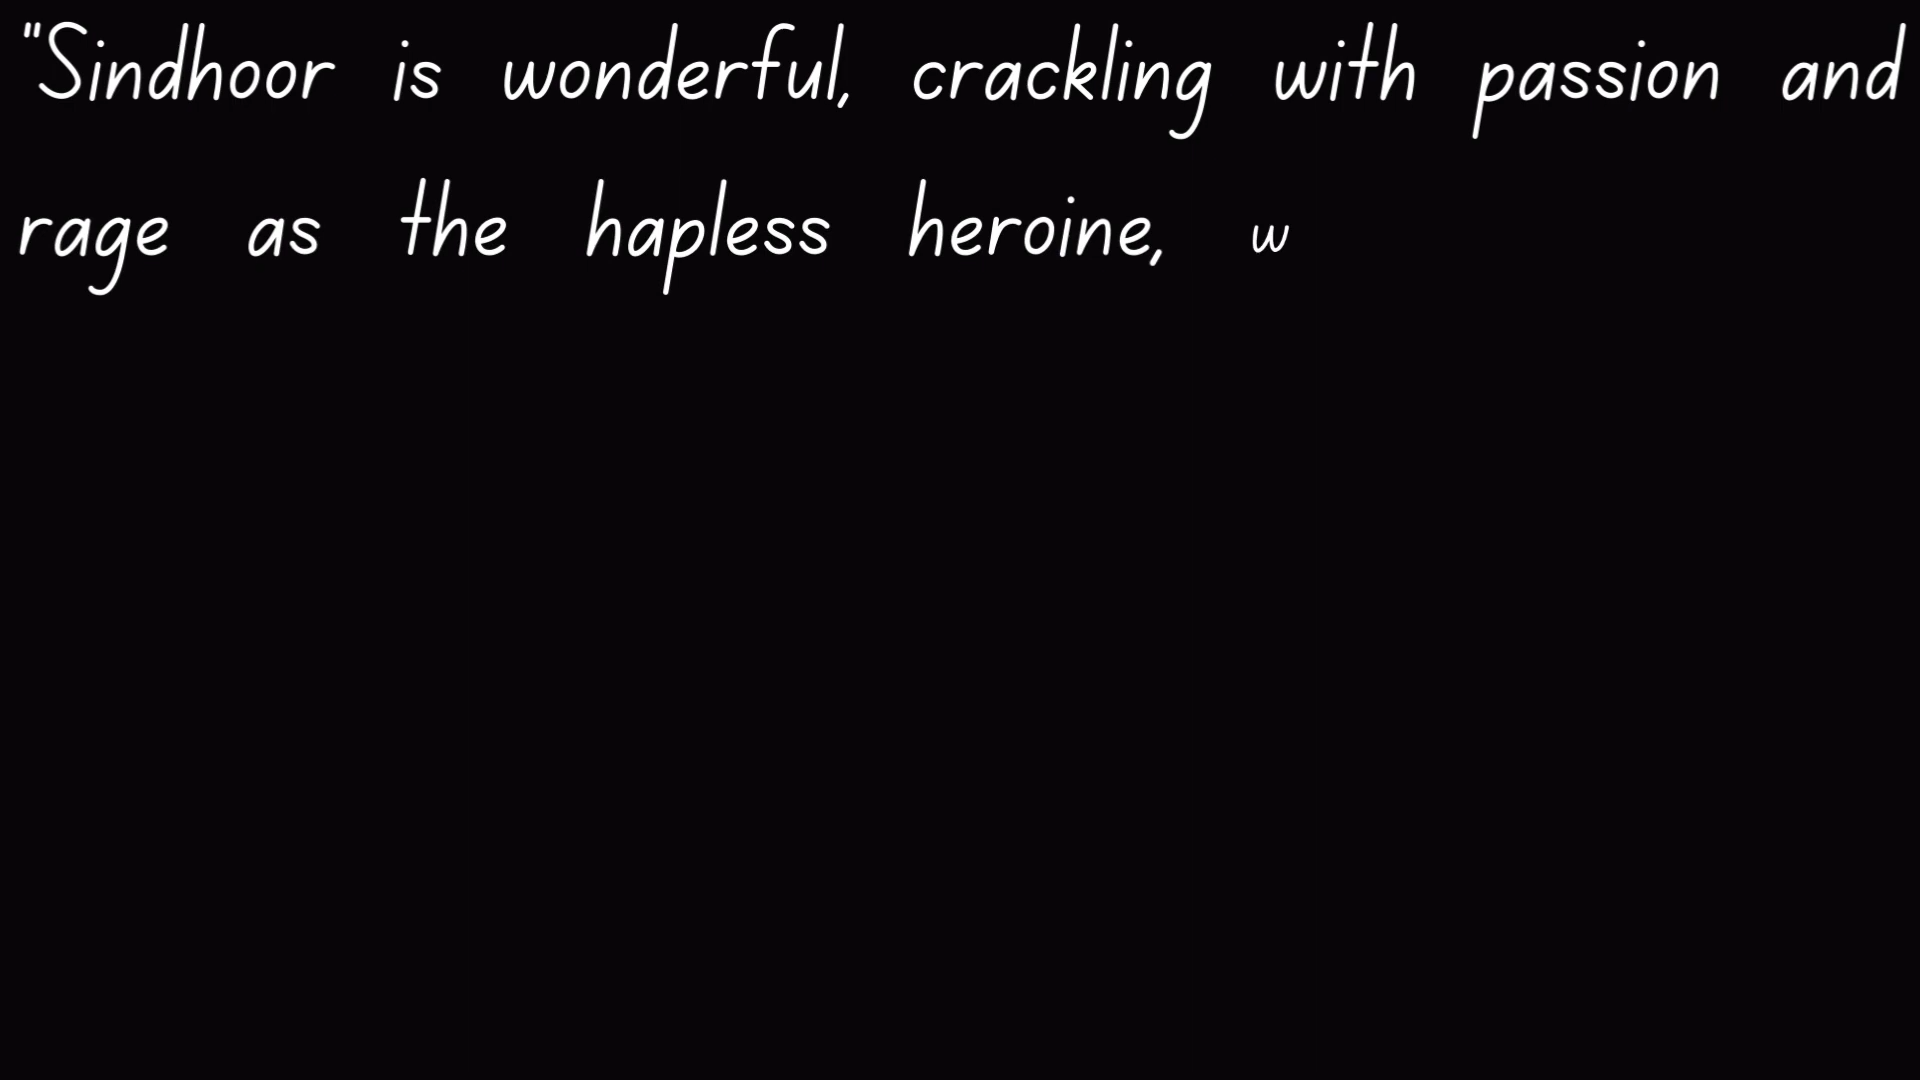 "Sindhoor is wonderful, crackling with passion and
rage as the hapless heroine, w